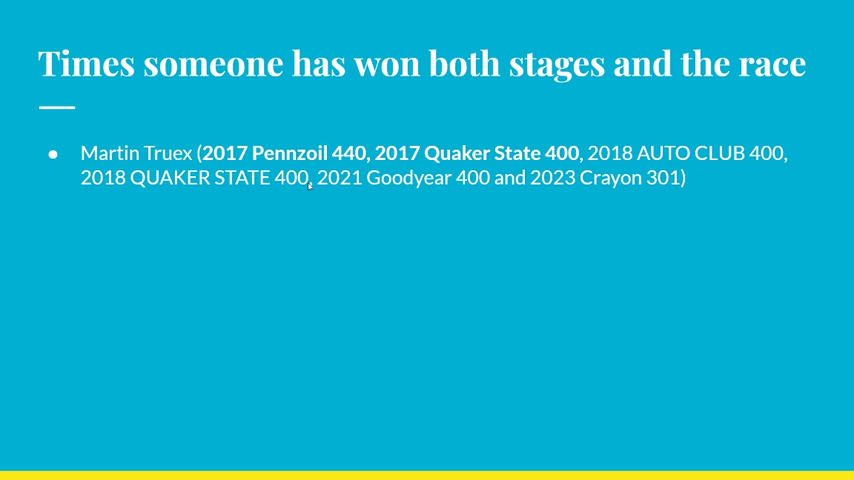 Times someone has won both stages and the race
● Martin Truex (2017 Pennzoil 440, 2017 Quaker State 400, 2018 AUTO CLUB 400,
2018 QUAKER STATE 400, 2021 Goodyear 400 and 2023 Crayon 301)